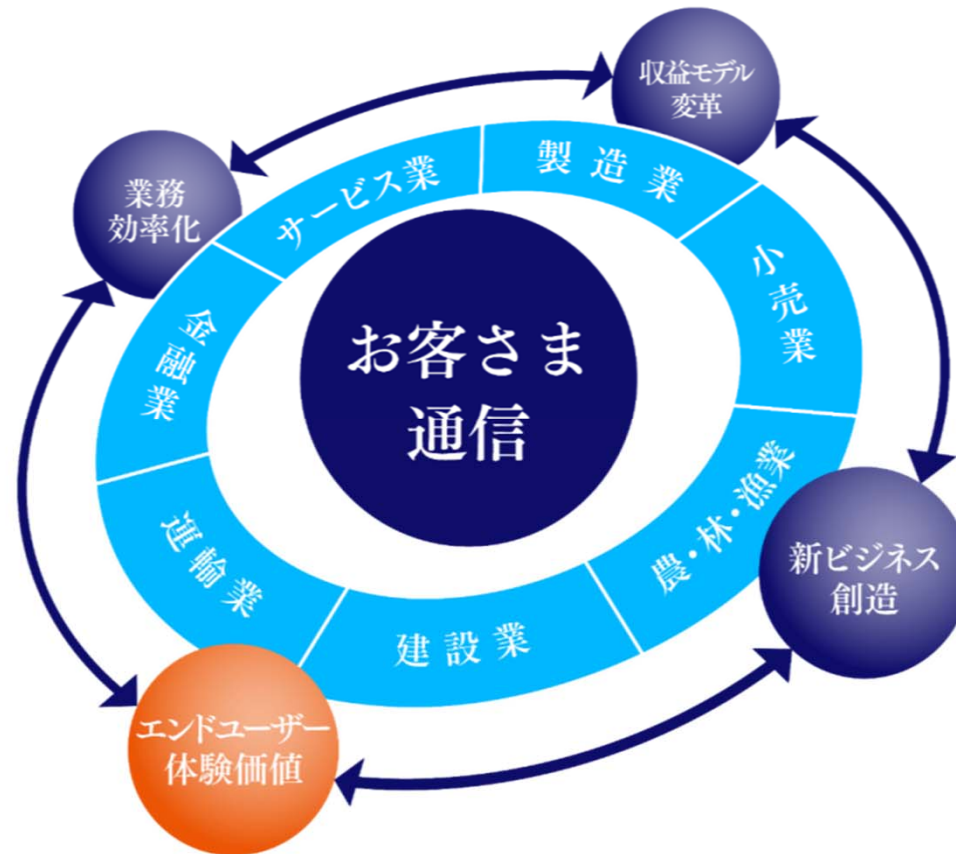 収益モデル
変革
業務
効率化
サービス業
製造業
小売業
金融業
お客さま
通信
農・林・漁業
運輸業
建設業
新ビジネス
創造
エンドユーザー
体験価値